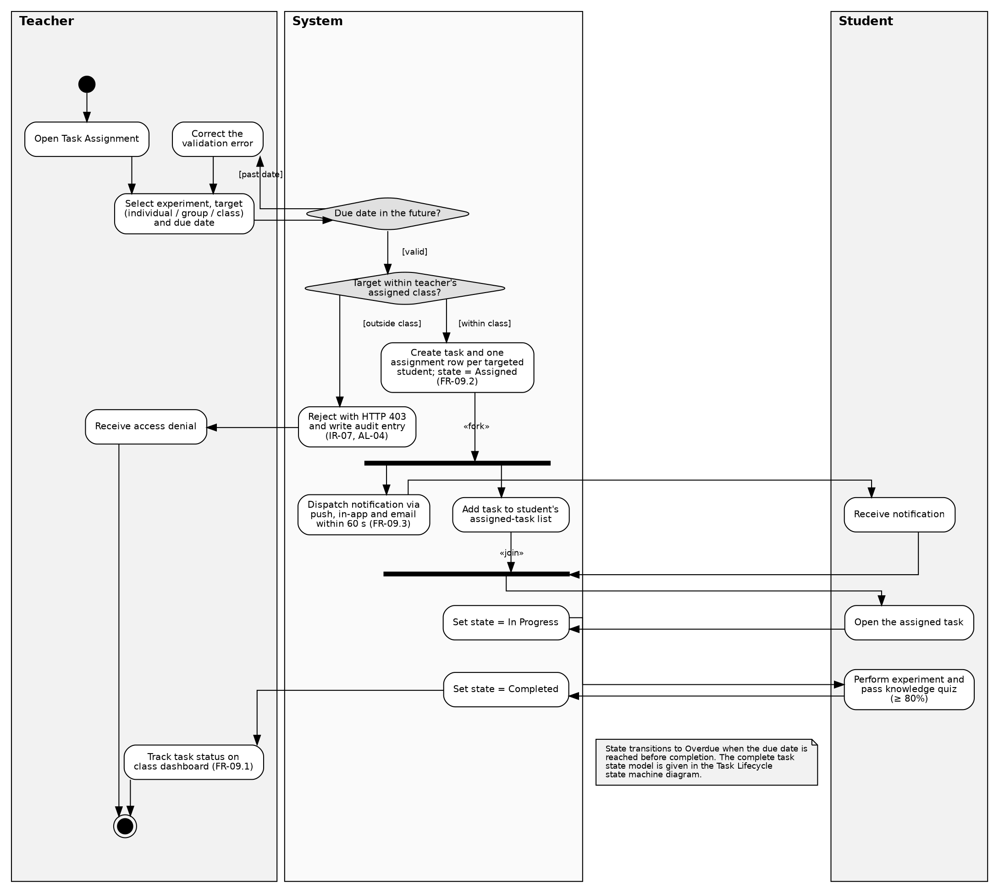 Teacher
System
Student
Open Task Assignment
Correct the
validation error
[past date]
Select experiment, target
(individual / group / class)
and due date
Due date in the future?
[valid]
Target within teacher's
assigned class?
[outside class]
[within class]
Create task and one
assignment row per targeted
student; state = Assigned
(FR-09.2)
Receive access denial
Reject with HTTP 403
and write audit entry
(IR-07, AL-04)
«fork»
Dispatch notification via
push, in-app and email
within 60 s (FR-09.3)
Add task to student's
assigned-task list
Receive notification
«join»
Set state = In Progress
Open the assigned task
Set state = Completed
Perform experiment and
pass knowledge quiz
(≥ 80%)
Track task status on
class dashboard (FR-09.1)
State transitions to Overdue when the due date is
reached before completion. The complete task
state model is given in the Task Lifecycle
state machine diagram.